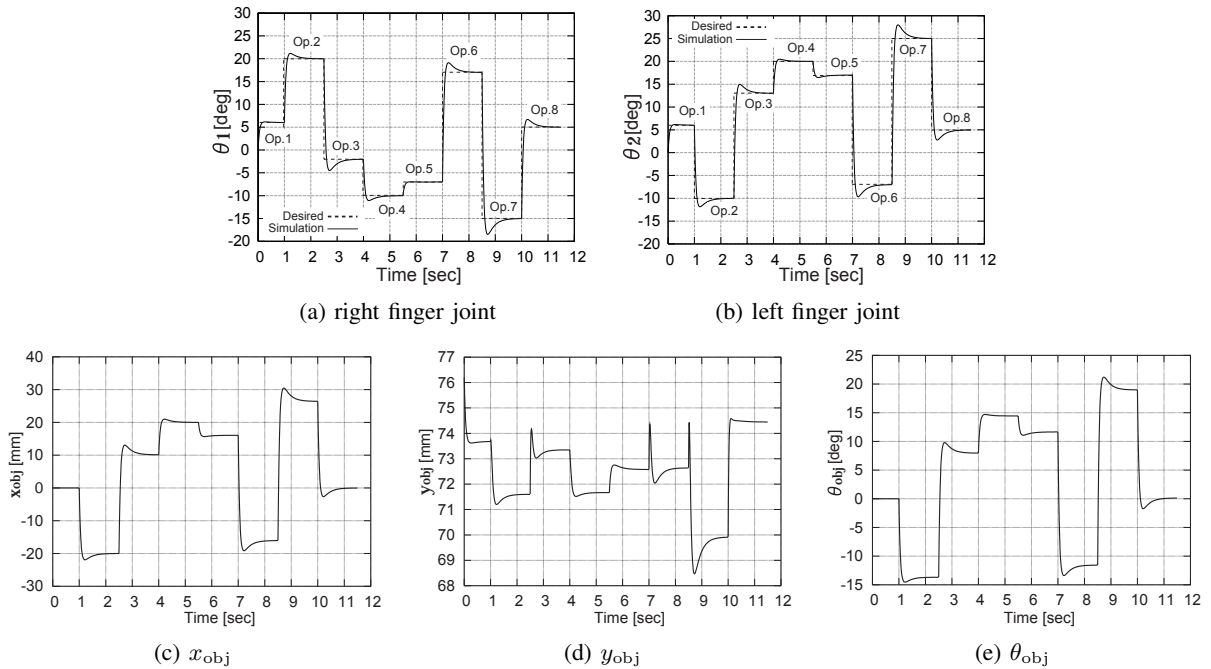 30
25
20
15
10
5
0
-5
-10
-15
-20
θ1[deg]
Op.1
Op.2
Op.3
Op.4
Op.5
Op.6
Op.7
Op.8
Desired
Simulation
0 1 2 3 4 5 6 7 8 9 10 11 12
Time [sec]
(a) right finger joint
30
25
20
15
10
5
0
-5
-10
-15
-20
θ2[deg]
Desired
Simulation
Op.1
Op.2
Op.3
Op.4
Op.5
Op.6
Op.7
Op.8
0 1 2 3 4 5 6 7 8 9 10 11 12
Time [sec]
(b) left finger joint
40
30
20
10
0
-10
-20
-30
xobj [mm]
0 1 2 3 4 5 6 7 8 9 10 11 12
Time [sec]
(c) xobj
77
76
75
74
73
72
71
70
69
68
yobj [mm]
0 1 2 3 4 5 6 7 8 9 10 11 12
Time [sec]
(d) yobj
25
20
15
10
5
0
-5
-10
-15
θobj [deg]
0 1 2 3 4 5 6 7 8 9 10 11 12
Time [sec]
(e) θobj